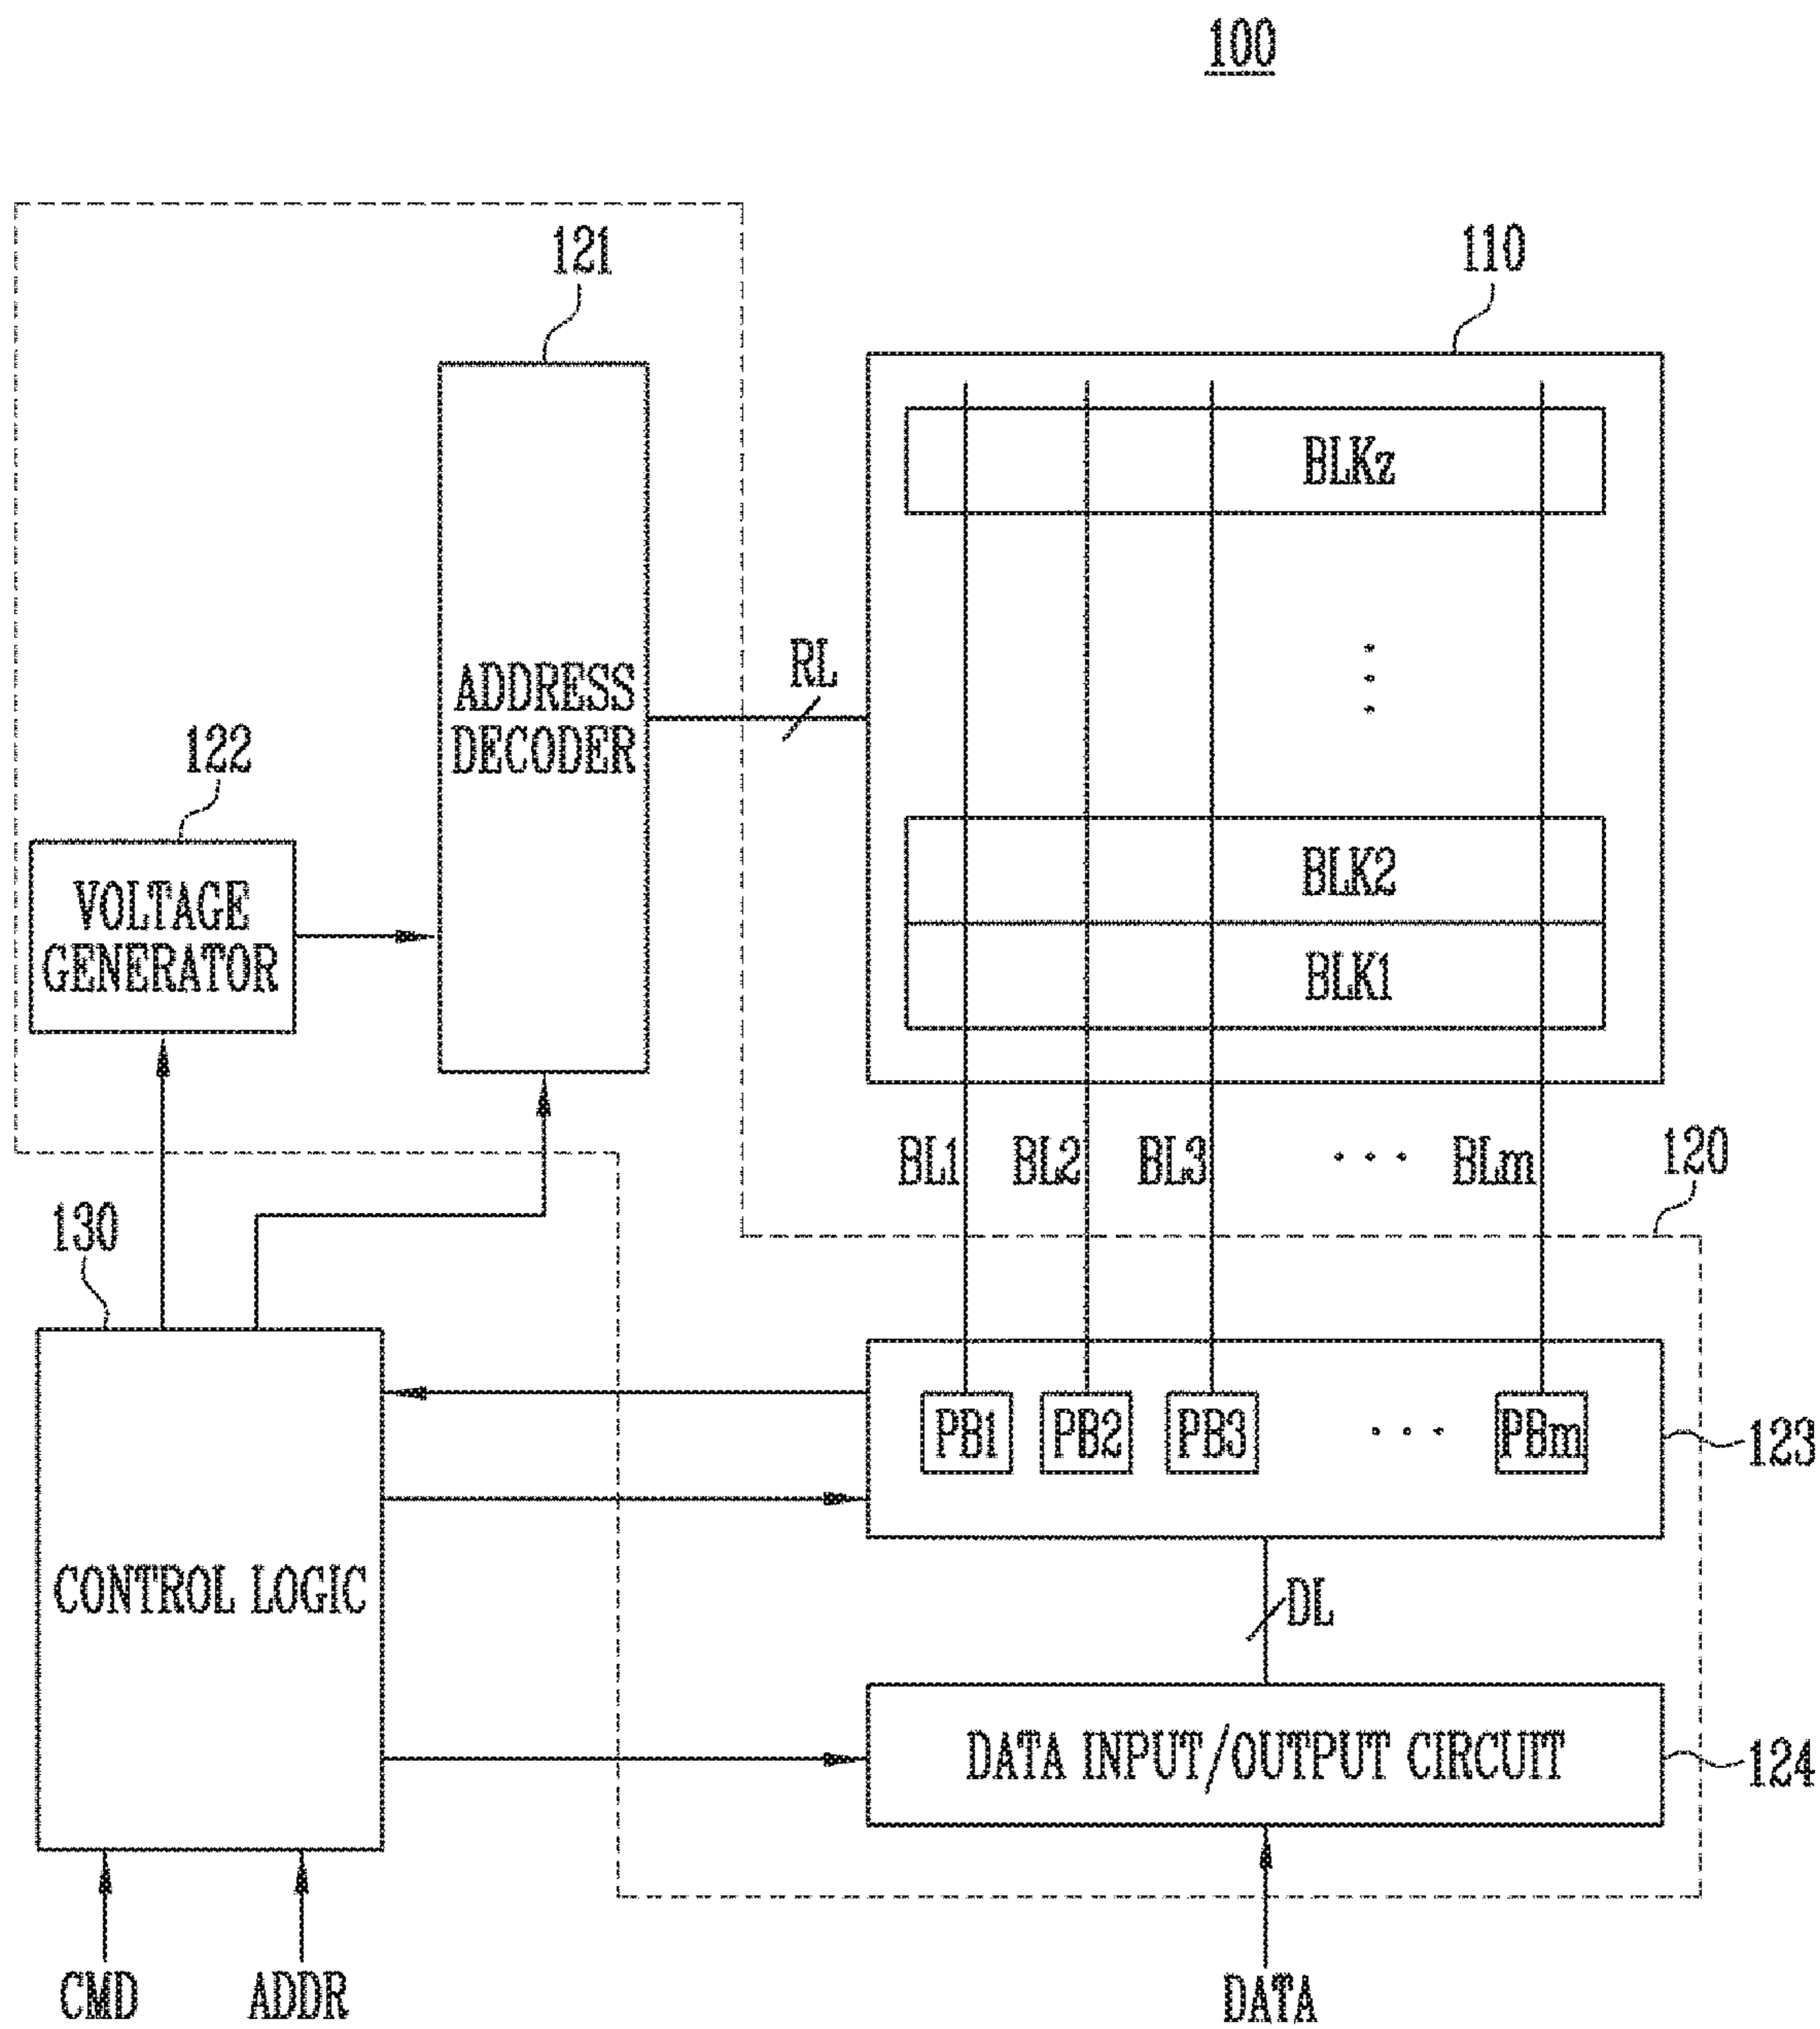 100
121
110
BLKz
RL
ADDRESS
DECODER
122
VOLTAGE
GENERATOR
BLK2
BLK1
BL1 BL2 BL3 · · · BLm
120
130
PB1 PB2 PB3 · · · PBm
123
CONTROL LOGIC
DL
DATA INPUT/OUTPUT CIRCUIT
124
CMD ADDR DATA